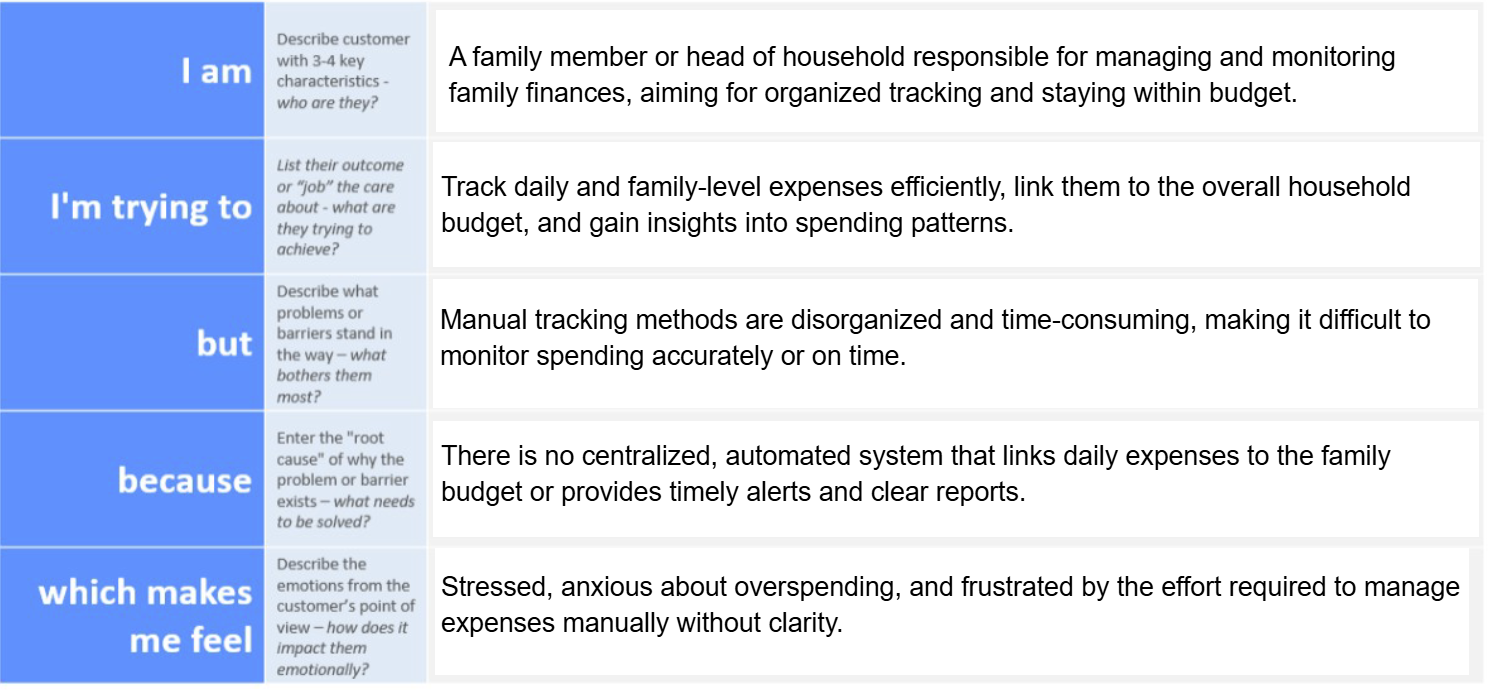 I am
Describe customer
with 3-4 key
characteristics -
who are they?
A family member or head of household responsible for managing and monitoring
family finances, aiming for organized tracking and staying within budget.
I'm trying to
List their outcome
or "job" the care
about - what are
they trying to
achieve?
Track daily and family-level expenses efficiently, link them to the overall household
budget, and gain insights into spending patterns.
but
Describe what
problems or
barriers stand in
the way – what
bothers them
most?
Manual tracking methods are disorganized and time-consuming, making it difficult to
monitor spending accurately or on time.
because
Enter the "root
cause" of why the
problem or barrier
exists – what needs
to be solved?
There is no centralized, automated system that links daily expenses to the family
budget or provides timely alerts and clear reports.
which makes
me feel
Describe the
emotions from the
customer's point of
view – how does it
impact them
emotionally?
Stressed, anxious about overspending, and frustrated by the effort required to manage
expenses manually without clarity.